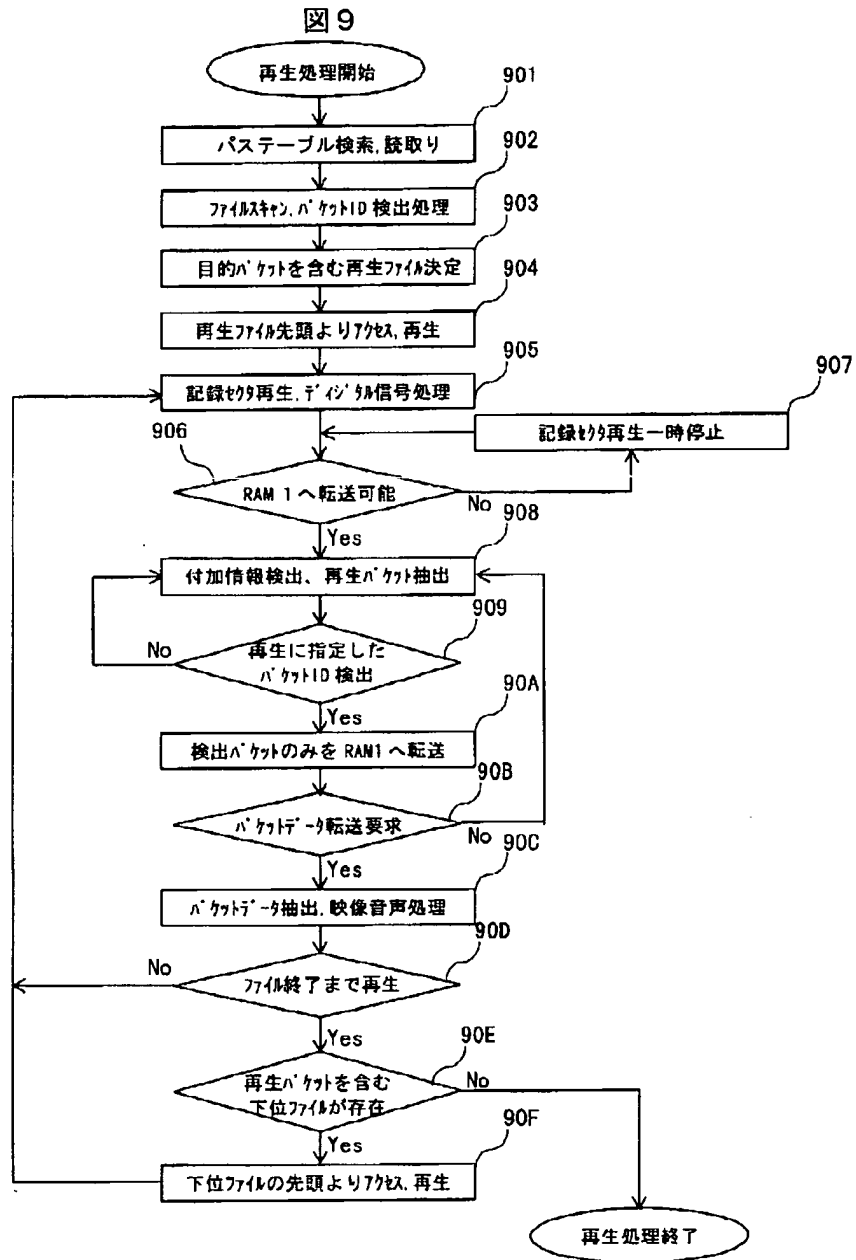 図9
再生処理開始
901
パステーブル検索,読取り
902
ファイルスキャン,パケットID検出処理
903
目的パケットを含む再生ファイル決定
904
再生ファイル先頭よりアクセス,再生
905
記録セクタ再生,ディジタル信号処理
907
記録セクタ再生一時停止
906
RAM 1へ転送可能
No
Yes
908
付加情報検出、再生パケット抽出
909
再生に指定した
パケットID検出
No
Yes
90A
検出パケットのみをRAM1へ転送
90B
パケットデータ転送要求
No
Yes
90C
パケットデータ抽出,映像音声処理
90D
ファイル終了まで再生
No
Yes
90E
再生パケットを含む
下位ファイルが存在
No
Yes
90F
下位ファイルの先頭よりアクセス,再生
再生処理終了